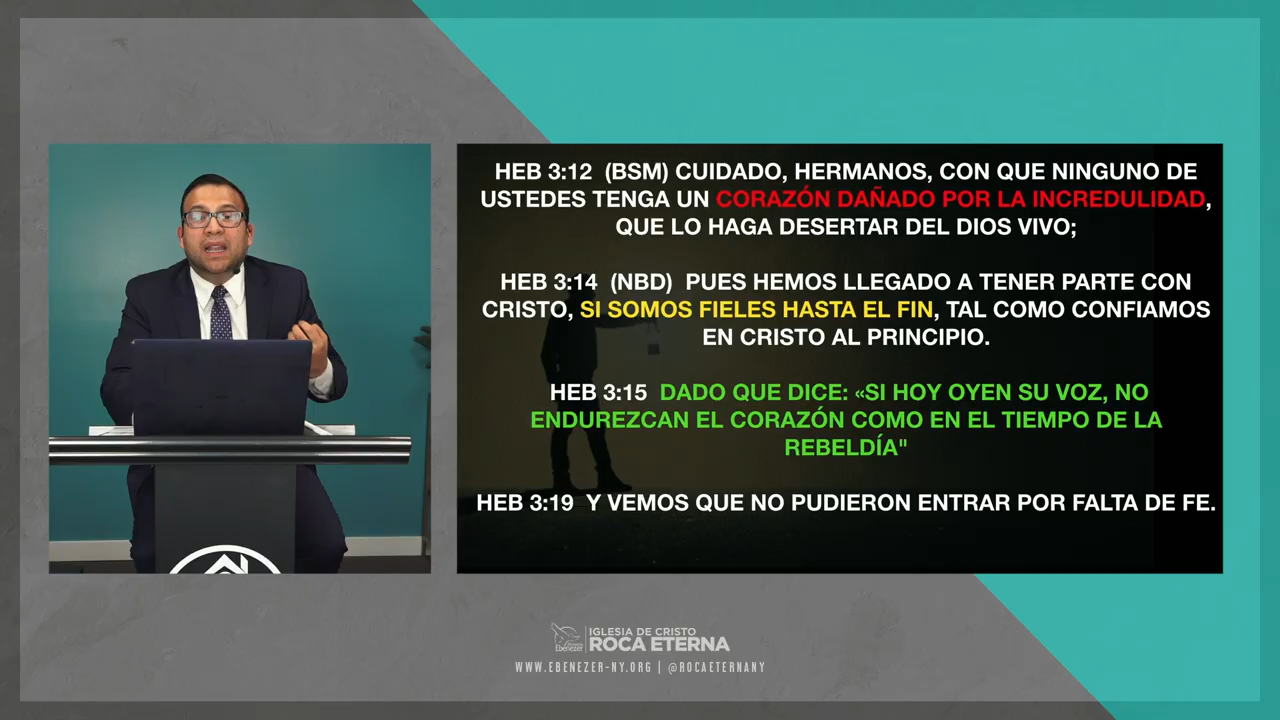 HEB 3:12 (BSM) CUIDADO, HERMANOS, CON QUE NINGUNO DE
USTEDES TENGA UN CORAZÓN DAÑADO POR LA INCREDULIDAD,
QUE LO HAGA DESERTAR DEL DIOS VIVO;
HEB 3:14 (NBD) PUES HEMOS LLEGADO A TENER PARTE CON
CRISTO, SI SOMOS FIELES HASTA EL FIN, TAL COMO CONFIAMOS
EN CRISTO AL PRINCIPIO.
HEB 3:15 DADO QUE DICE: «SI HOY OYEN SU VOZ, NO
ENDUREZCAN EL CORAZÓN COMO EN EL TIEMPO DE LA
REBELDÍA"
HEB 3:19 Y VEMOS QUE NO PUDIERON ENTRAR POR FALTA DE FE.
Ebenezer
IGLESIA DE CRISTO
ROCA ETERNA
WWW.EBENEZER-NY.ORG | @ROCAETERNANY